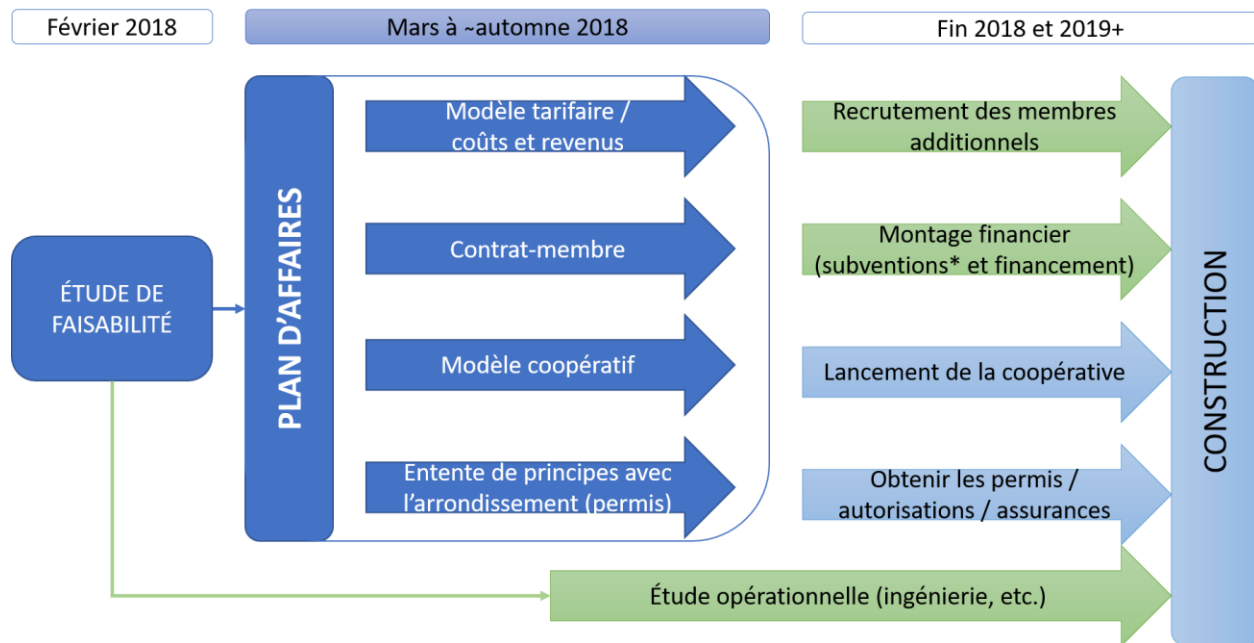 Février 2018
Mars à ~automne 2018
Fin 2018 et 2019+
ÉTUDE DE
FAISABILITÉ
PLAN D'AFFAIRES
Modèle tarifaire /
coûts et revenus
Contrat-membre
Modèle coopératif
Entente de principes avec
l'arrondissement (permis)
Recrutement des membres
additionnels
Montage financier
(subventions* et financement)
Lancement de la coopérative
Obtenir les permis /
autorisations / assurances
Étude opérationnelle (ingénierie, etc.)
CONSTRUCTION